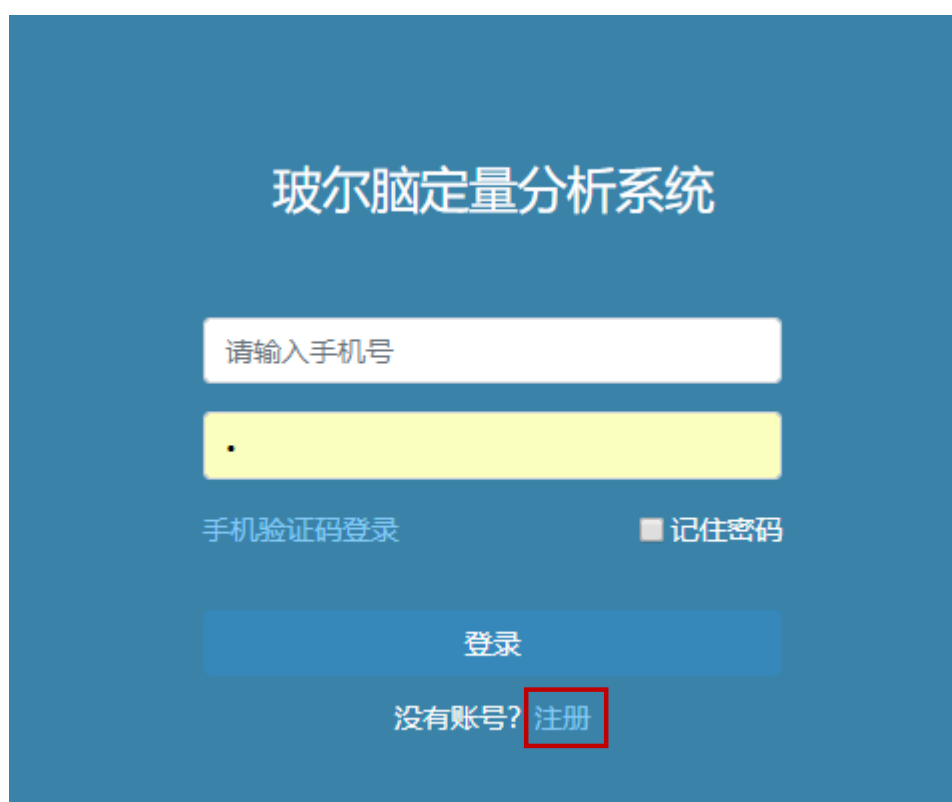 玻尔脑定量分析系统
请输入手机号
•
手机验证码登录 记住密码
登录
没有账号? 注册